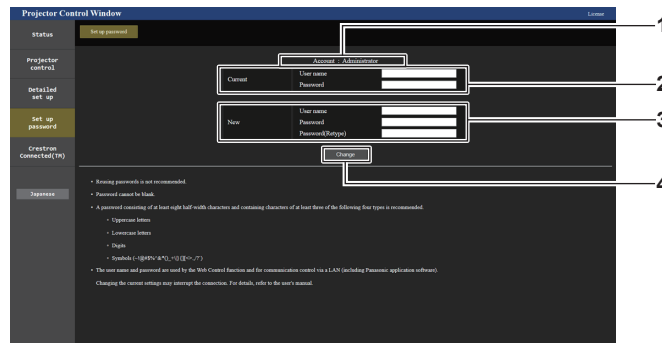 Projector Control Window
License
Status
Set up password
Projector
control
Detailed
set up
Set up
password
Crestron
Connected(TM)
Japanese
Account : Administrator
Current
User name
Password
New
User name
Password
Password(Retype)
Change
1
2
3
4
• Reusing passwords is not recommended.
• Password cannot be blank.
• A password consisting of at least eight half-width characters and containing characters of at least three of the following four types is recommended.
• Uppercase letters
• Lowercase letters
• Digits
• Symbols
• The user name and password are used by the Web Control function and for communication control via a LAN (including Panasonic application software).
Changing the current settings may interrupt the connection. For details, refer to the user's manual.